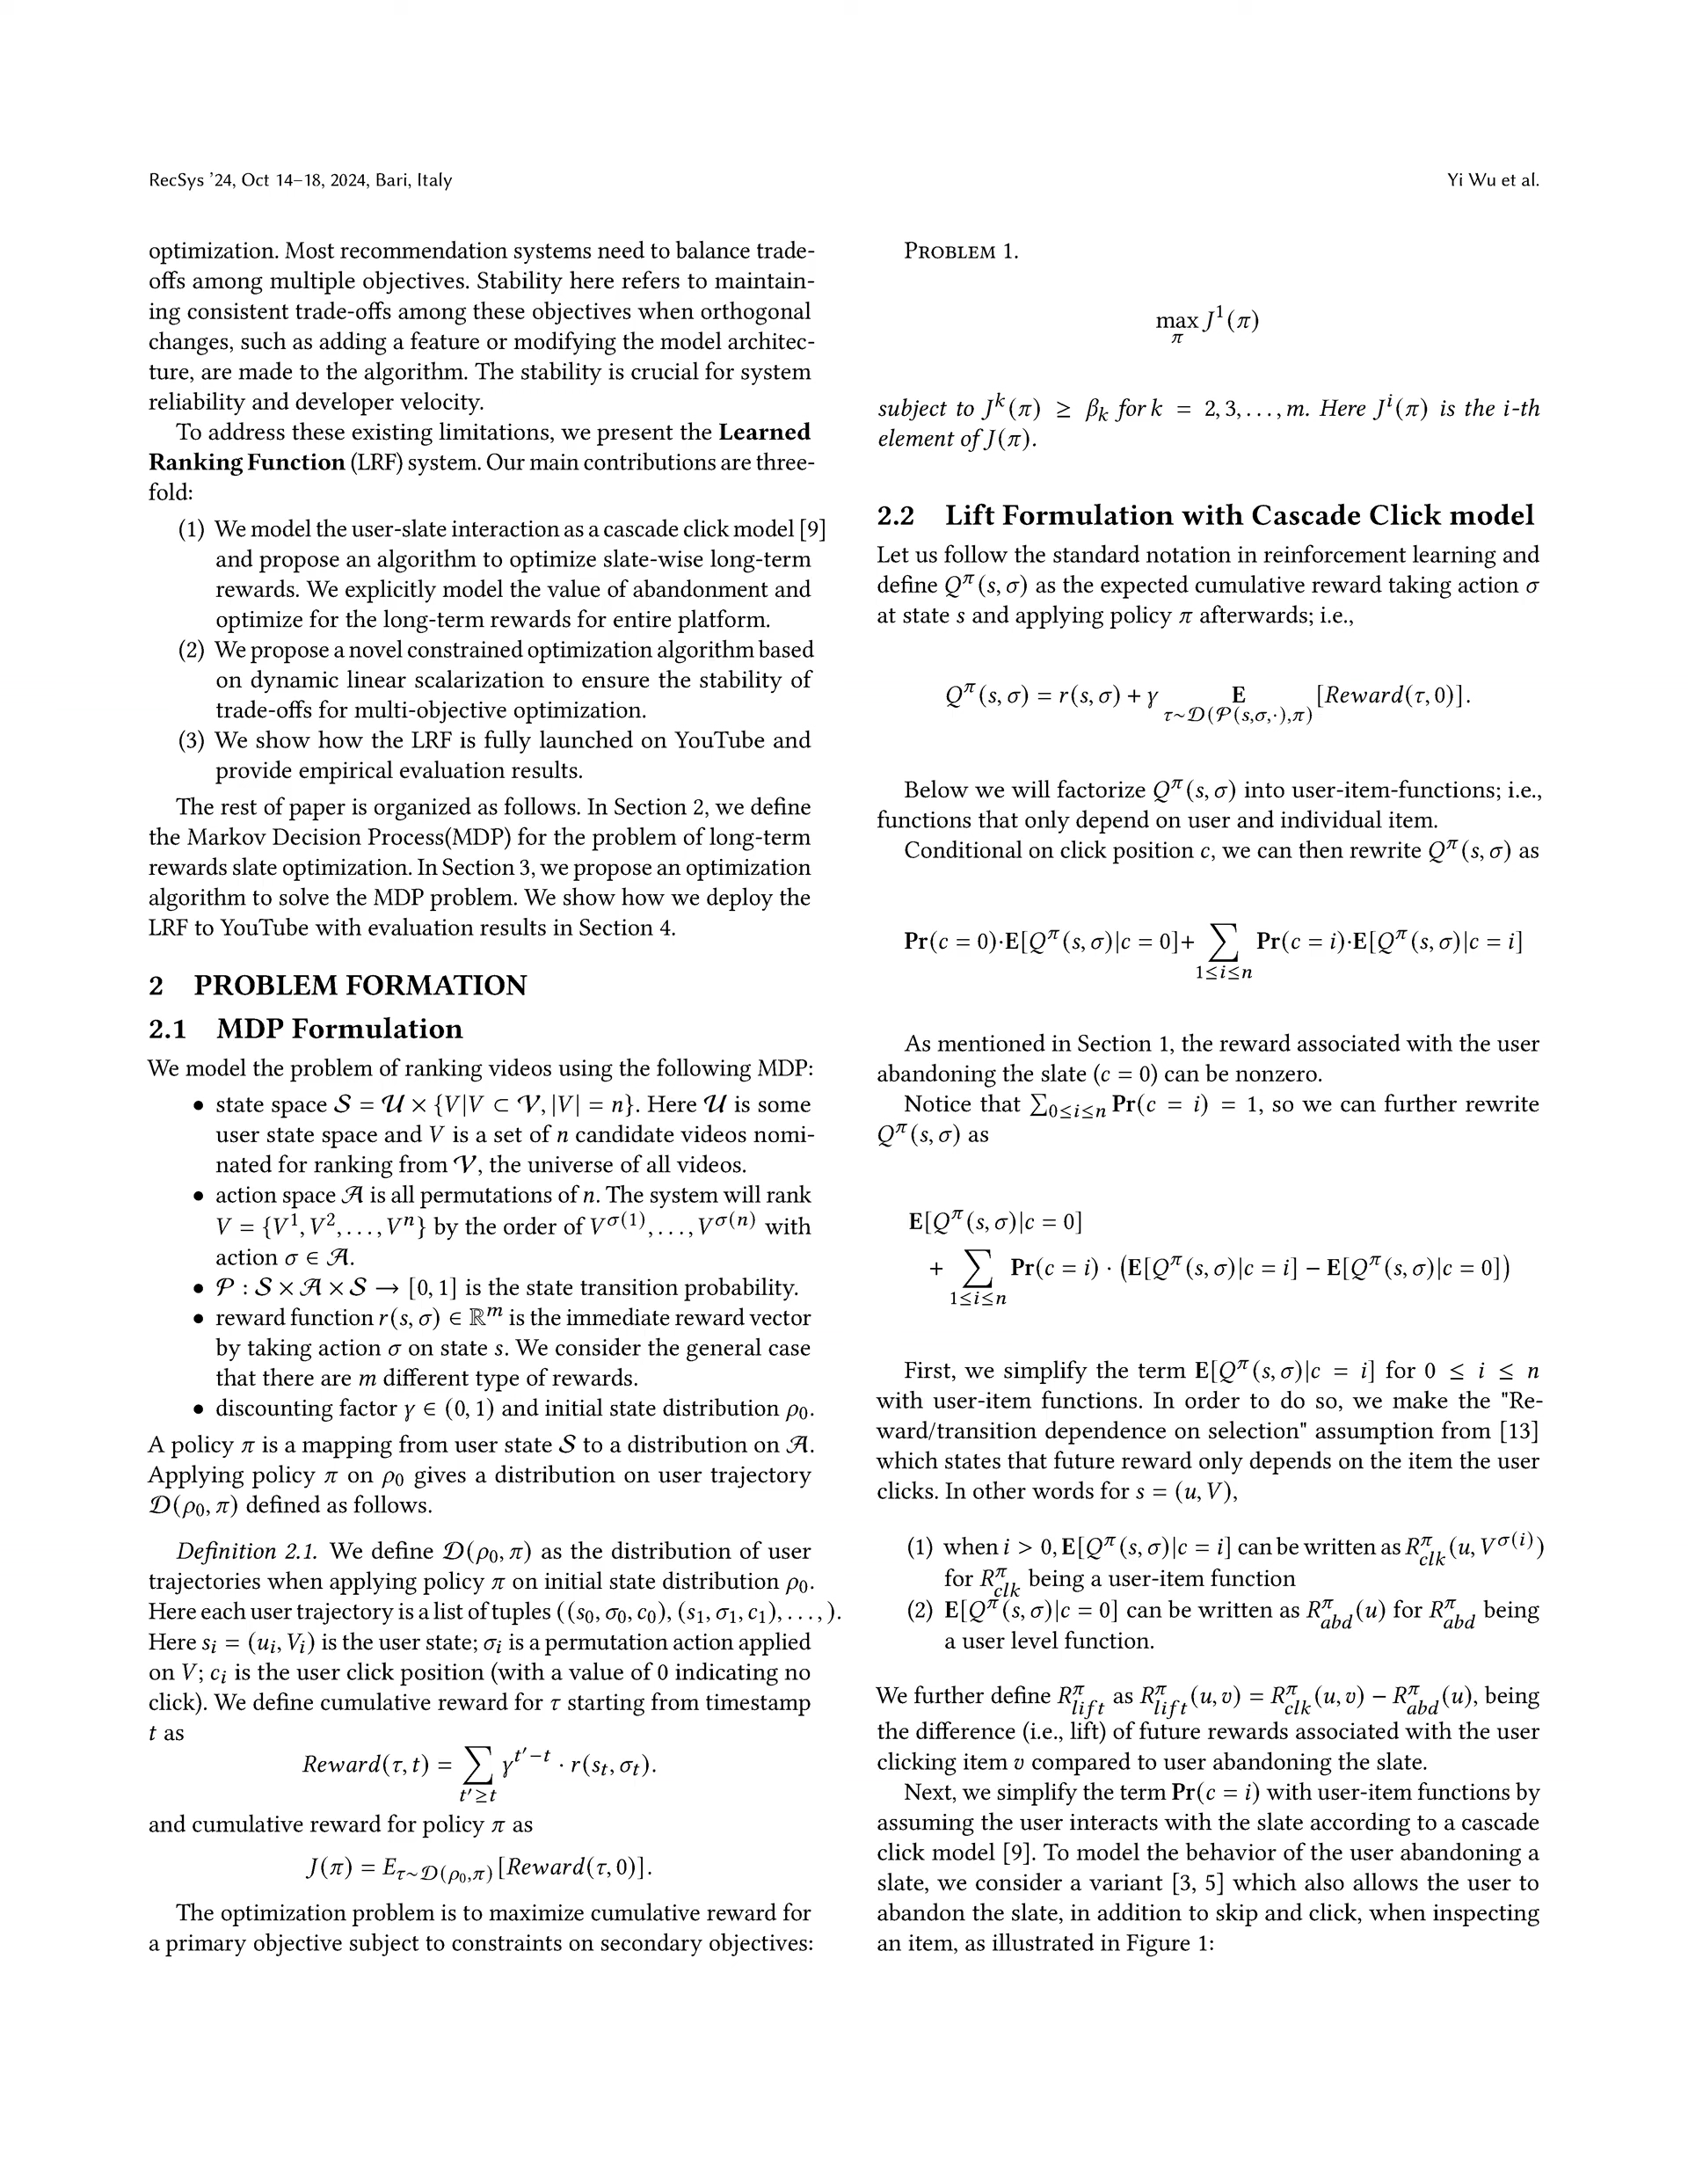 RecSys ’24, Oct 14–18, 2024, Bari, Italy
Yi Wu et al.
optimization. Most recommendation systems need to balance trade-
offs among multiple objectives. Stability here refers to maintain-
ing consistent trade-offs among these objectives when orthogonal
changes, such as adding a feature or modifying the model architec-
ture, are made to the algorithm. The stability is crucial for system
reliability and developer velocity.
To address these existing limitations, we present the Learned
Ranking Function (LRF) system. Our main contributions are three-
fold:
(1) We model the user-slate interaction as a cascade click model [9]
and propose an algorithm to optimize slate-wise long-term
rewards. We explicitly model the value of abandonment and
optimize for the long-term rewards for entire platform.
(2) We propose a novel constrained optimization algorithm based
on dynamic linear scalarization to ensure the stability of
trade-offs for multi-objective optimization.
(3) We show how the LRF is fully launched on YouTube and
provide empirical evaluation results.
The rest of paper is organized as follows. In Section 2, we define
the Markov Decision Process(MDP) for the problem of long-term
rewards slate optimization. In Section 3, we propose an optimization
algorithm to solve the MDP problem. We show how we deploy the
LRF to YouTube with evaluation results in Section 4.
2 PROBLEM FORMATION
2.1 MDP Formulation
We model the problem of ranking videos using the following MDP:
• state space 𝒮 = 𝒰 × {V|V ⊂ 𝒱, |V| = n}. Here 𝒰 is some
user state space and V is a set of n candidate videos nomi-
nated for ranking from 𝒱, the universe of all videos.
• action space 𝒜 is all permutations of n. The system will rank
V = {V^1, V^2, . . . , V^n} by the order of V^{σ(1)}, . . . , V^{σ(n)} with
action σ ∈ 𝒜.
• 𝒫 : 𝒮 × 𝒜 × 𝒮 → [0, 1] is the state transition probability.
• reward function r(s, σ) ∈ ℝ^m is the immediate reward vector
by taking action σ on state s. We consider the general case
that there are m different type of rewards.
• discounting factor γ ∈ (0, 1) and initial state distribution ρ_0.
A policy π is a mapping from user state 𝒮 to a distribution on 𝒜.
Applying policy π on ρ_0 gives a distribution on user trajectory
𝒟(ρ_0, π) defined as follows.
Definition 2.1. We define 𝒟(ρ_0, π) as the distribution of user
trajectories when applying policy π on initial state distribution ρ_0.
Here each user trajectory is a list of tuples ((s_0, σ_0, c_0), (s_1, σ_1, c_1), . . . , ).
Here s_i = (u_i, V_i) is the user state; σ_i is a permutation action applied
on V; c_i is the user click position (with a value of 0 indicating no
click). We define cumulative reward for τ starting from timestamp
t as
Reward(τ, t) = ∑_{t′≥t} γ^{t′−t} · r(s_t, σ_t).
and cumulative reward for policy π as
J(π) = E_{τ∼𝒟(ρ_0,π)} [Reward(τ, 0)].
The optimization problem is to maximize cumulative reward for
a primary objective subject to constraints on secondary objectives:
Problem 1.
max_π J^1(π)
subject to J^k(π) ≥ β_k for k = 2, 3, . . . , m. Here J^i(π) is the i-th
element of J(π).
2.2 Lift Formulation with Cascade Click model
Let us follow the standard notation in reinforcement learning and
define Q^π(s, σ) as the expected cumulative reward taking action σ
at state s and applying policy π afterwards; i.e.,
Q^π(s, σ) = r(s, σ) + γ E_{τ∼𝒟(𝒫(s,σ,·),π)} [Reward(τ, 0)].
Below we will factorize Q^π(s, σ) into user-item-functions; i.e.,
functions that only depend on user and individual item.
Conditional on click position c, we can then rewrite Q^π(s, σ) as
Pr(c = 0)·E[Q^π(s, σ)|c = 0]+ ∑_{1≤i≤n} Pr(c = i)·E[Q^π(s, σ)|c = i]
As mentioned in Section 1, the reward associated with the user
abandoning the slate (c = 0) can be nonzero.
Notice that ∑_{0≤i≤n} Pr(c = i) = 1, so we can further rewrite
Q^π(s, σ) as
E[Q^π(s, σ)|c = 0]
+ ∑_{1≤i≤n} Pr(c = i) · (E[Q^π(s, σ)|c = i] − E[Q^π(s, σ)|c = 0])
First, we simplify the term E[Q^π(s, σ)|c = i] for 0 ≤ i ≤ n
with user-item functions. In order to do so, we make the "Re-
ward/transition dependence on selection" assumption from [13]
which states that future reward only depends on the item the user
clicks. In other words for s = (u, V),
(1) when i > 0, E[Q^π(s, σ)|c = i] can be written as R^π_{clk}(u, V^{σ(i)})
for R^π_{clk} being a user-item function
(2) E[Q^π(s, σ)|c = 0] can be written as R^π_{abd}(u) for R^π_{abd} being
a user level function.
We further define R^π_{lift} as R^π_{lift}(u, v) = R^π_{clk}(u, v) − R^π_{abd}(u), being
the difference (i.e., lift) of future rewards associated with the user
clicking item v compared to user abandoning the slate.
Next, we simplify the term Pr(c = i) with user-item functions by
assuming the user interacts with the slate according to a cascade
click model [9]. To model the behavior of the user abandoning a
slate, we consider a variant [3, 5] which also allows the user to
abandon the slate, in addition to skip and click, when inspecting
an item, as illustrated in Figure 1: